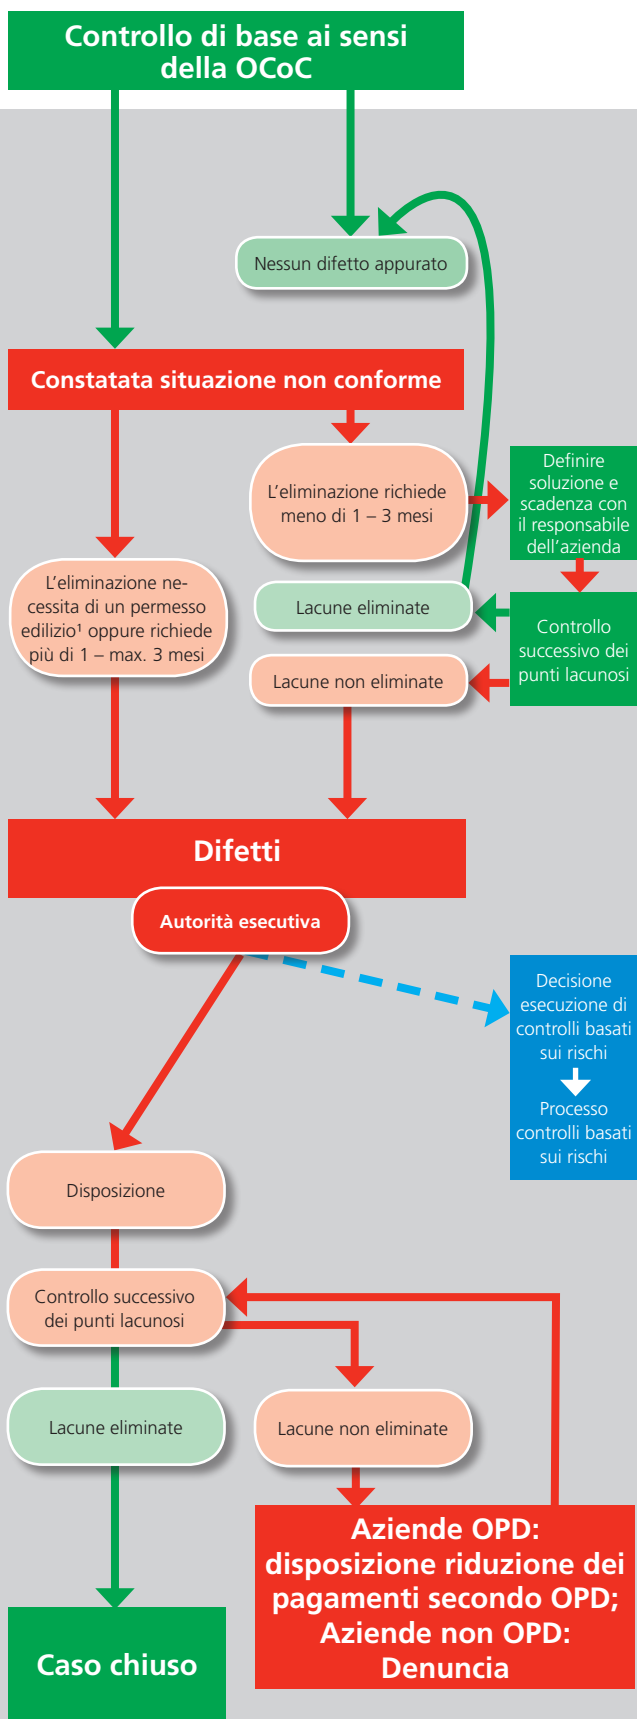 Controllo di base ai sensi
della OCoC
Nessun difetto appurato
Constatata situazione non conforme
L'eliminazione richiede
meno di 1 – 3 mesi
Definire
soluzione e
scadenza con
il responsabile
dell'azienda
L'eliminazione ne-
cessita di un permesso
edilizio¹ oppure richiede
più di 1 – max. 3 mesi
Lacune eliminate
Controllo
successivo dei
punti lacunosi
Lacune non eliminate
Difetti
Autorità esecutiva
Decisione
esecuzione di
controlli basati
sui rischi
Processo
controlli basati
sui rischi
Disposizione
Controllo successivo
dei punti lacunosi
Lacune eliminate
Lacune non eliminate
Aziende OPD:
disposizione riduzione dei
pagamenti secondo OPD;
Aziende non OPD:
Denuncia
Caso chiuso